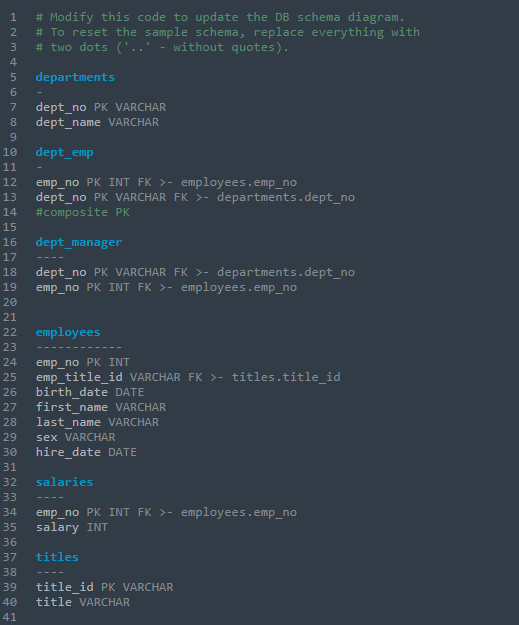 1 # Modify this code to update the DB schema diagram.
2 # To reset the sample schema, replace everything with
3 # two dots ('..' - without quotes).
4
5 departments
6 -
7 dept_no PK VARCHAR
8 dept_name VARCHAR
9
10 dept_emp
11 -
12 emp_no PK INT FK >- employees.emp_no
13 dept_no PK VARCHAR FK >- departments.dept_no
14 #composite PK
15
16 dept_manager
17 ----
18 dept_no PK VARCHAR FK >- departments.dept_no
19 emp_no PK INT FK >- employees.emp_no
20
21
22 employees
23 ------------
24 emp_no PK INT
25 emp_title_id VARCHAR FK >- titles.title_id
26 birth_date DATE
27 first_name VARCHAR
28 last_name VARCHAR
29 sex VARCHAR
30 hire_date DATE
31
32 salaries
33 ----
34 emp_no PK INT FK >- employees.emp_no
35 salary INT
36
37 titles
38 ----
39 title_id PK VARCHAR
40 title VARCHAR
41